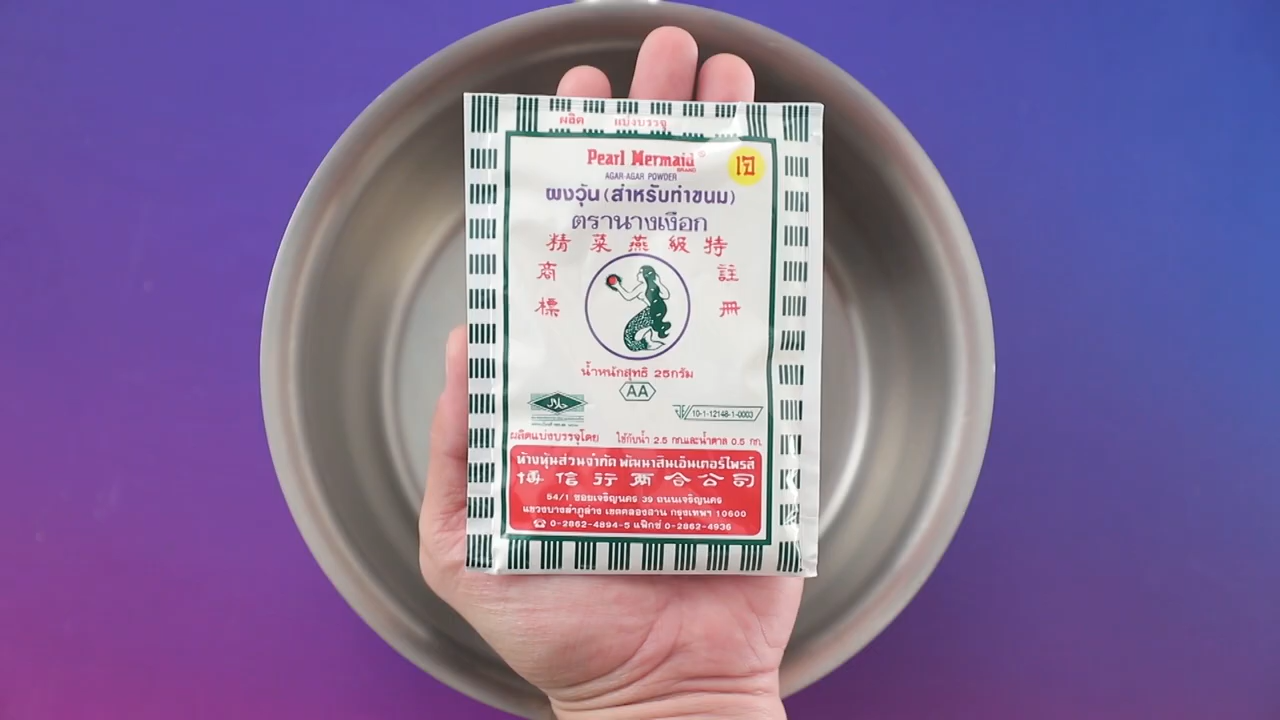 ผลิต แบ่งบรรจุ
Pearl Mermaid®
BRAND
เจ
AGAR-AGAR POWDER
ผงวุ้น (สำหรับทำขนม)
ตรานางเงือก
精菜燕級特
商 註
標 冊
น้ำหนักสุทธิ 25กรัม
AA
حلال
10-1-12148-1-0003
ผลิตแบ่งบรรจุโดย ใช้กับน้ำ 2.5 กก.และน้ำตาล 0.5 กก.
ห้างหุ้นส่วนจำกัด พัฒนาสินเอ็นเตอร์ไพรส์
博信行兩合公司
54/1 ซอยเจริญนคร 39 ถนนเจริญนคร
แขวงบางลำภูล่าง เขตคลองสาน กรุงเทพฯ 10600
☎ 0-2862-4894-5 แฟ็กซ์ 0-2862-4936